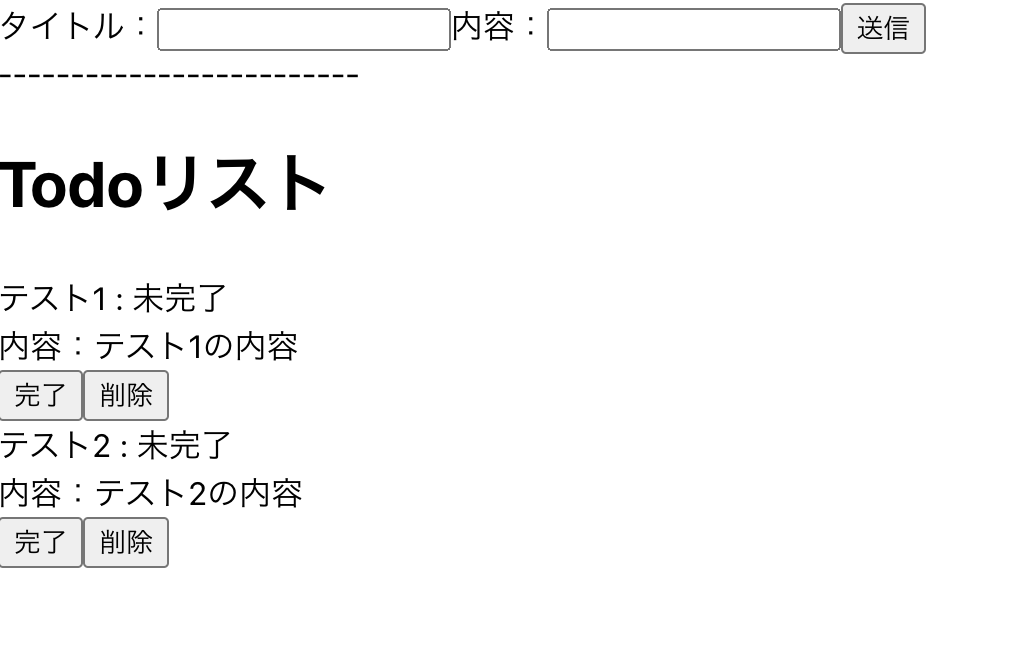 タイトル：内容：送信
-------------------------
Todoリスト
テスト1 : 未完了
内容：テスト1の内容
完了 削除
テスト2 : 未完了
内容：テスト2の内容
完了 削除